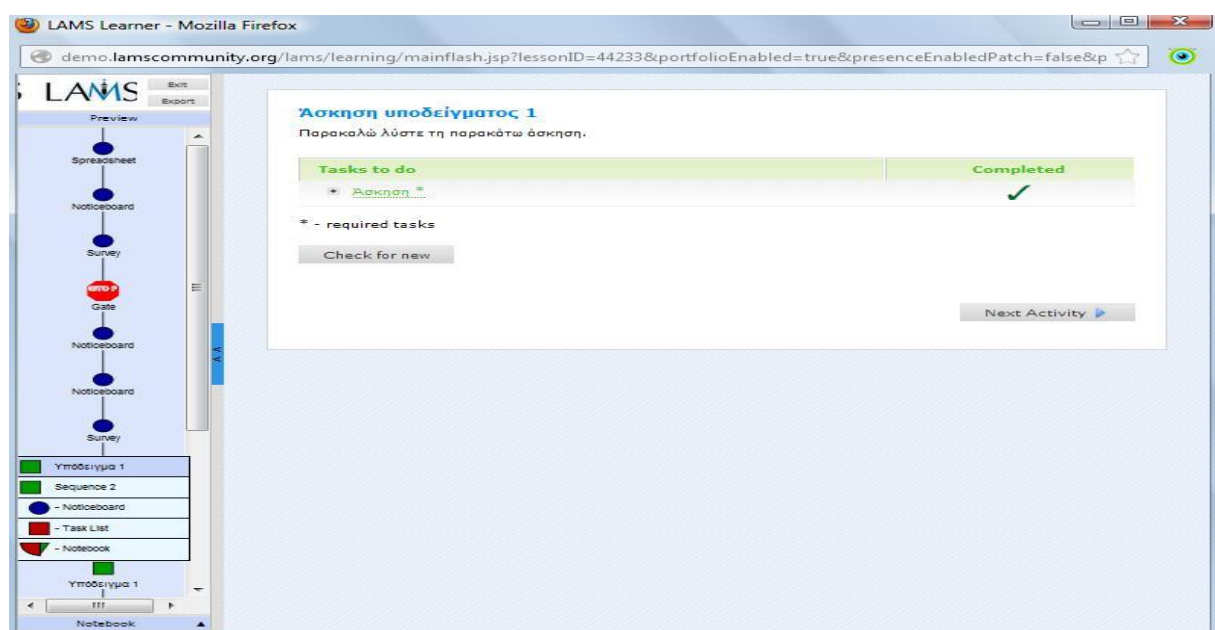 LAMS Learner - Mozilla Firefox
demo.lamscommunity.org/lams/learning/mainflash.jsp?lessonID=44233&portfolioEnabled=true&presenceEnabledPatch=false&p
LAMS
Exit
Export
Preview
Spreadsheet
Noticeboard
Survey
STOP
Gate
Noticeboard
Noticeboard
Survey
Υπόδειγμα 1
Sequence 2
- Noticeboard
- Task List
- Notebook
Υπόδειγμα 1
Notebook
Άσκηση υποδείγματος 1
Παρακαλώ λύστε τη παρακάτω άσκηση.
Tasks to do Completed
Άσκηση *
* - required tasks
Check for new
Next Activity